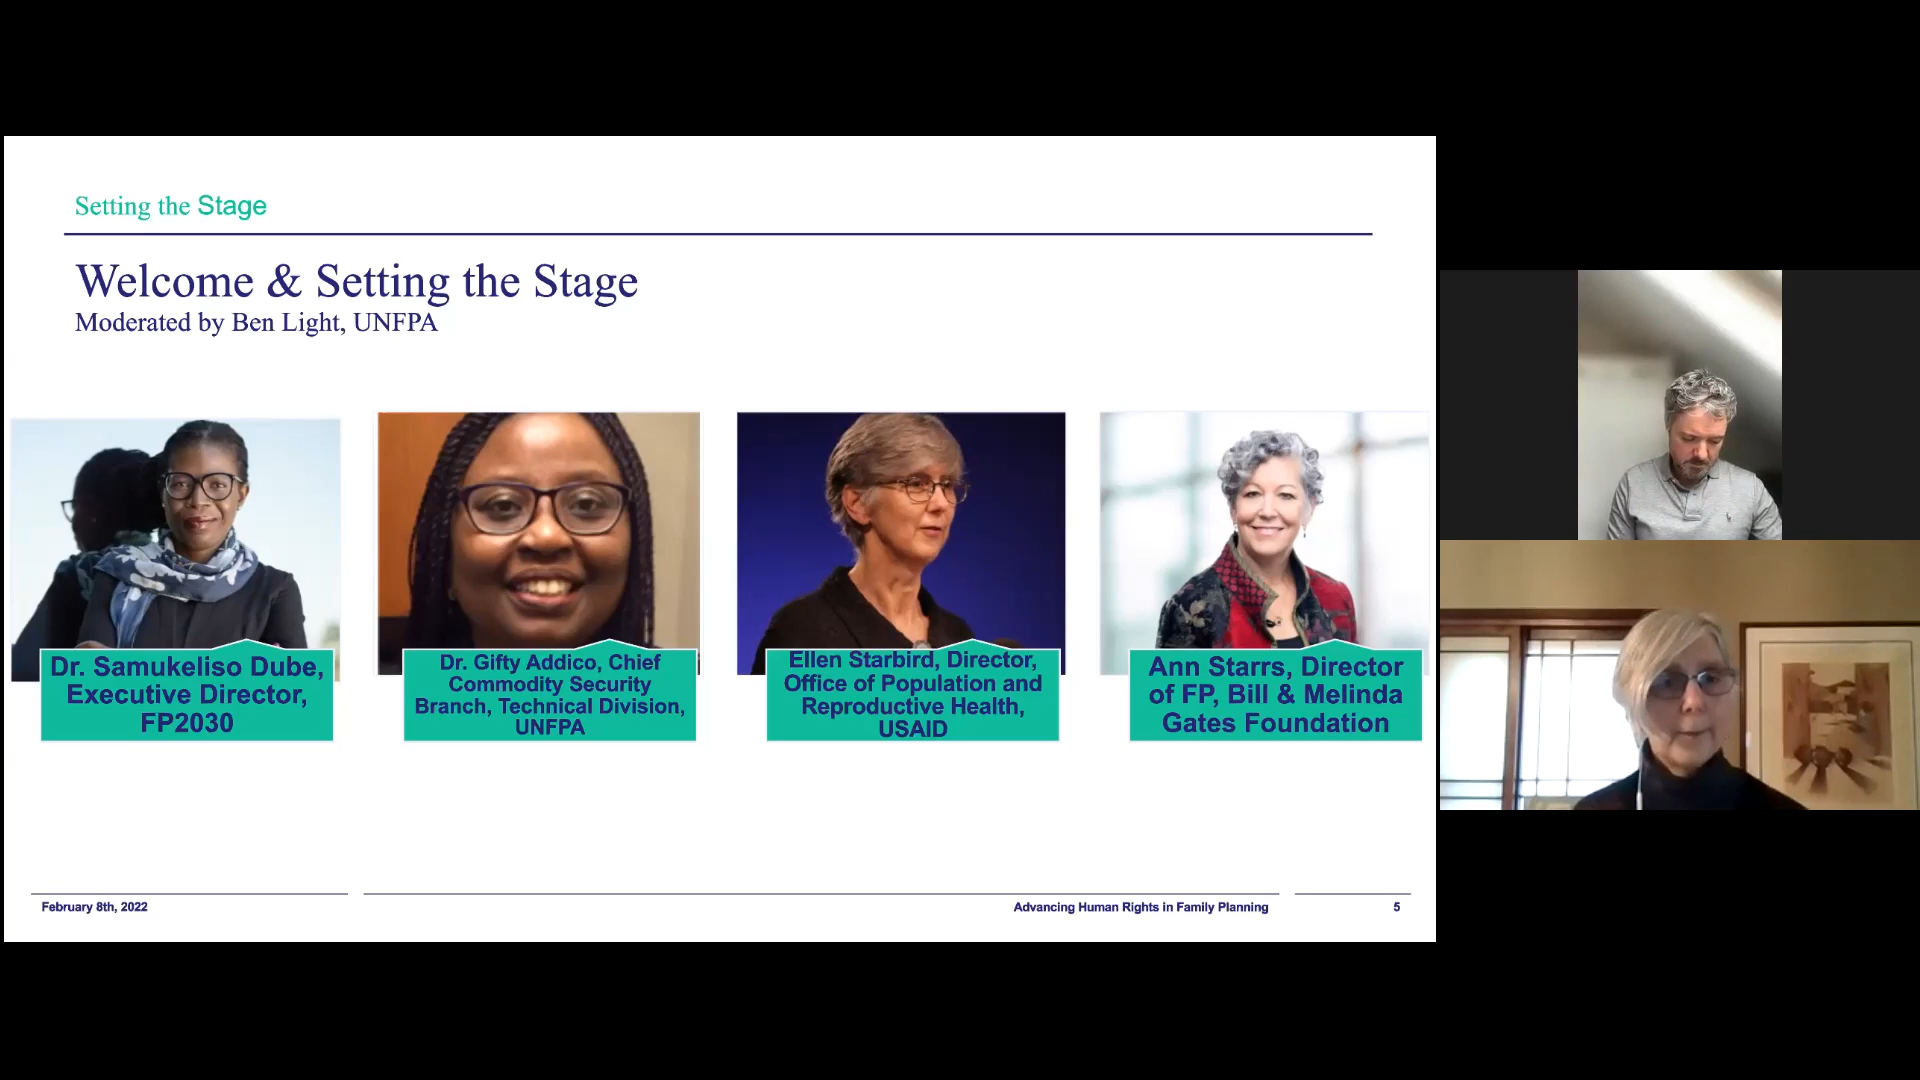 Setting the Stage
Welcome & Setting the Stage
Moderated by Ben Light, UNFPA
Dr. Samukeliso Dube,
Executive Director,
FP2030
Dr. Gifty Addico, Chief
Commodity Security
Branch, Technical Division,
UNFPA
Ellen Starbird, Director,
Office of Population and
Reproductive Health,
USAID
Ann Starrs, Director
of FP, Bill & Melinda
Gates Foundation
February 8th, 2022
Advancing Human Rights in Family Planning
5